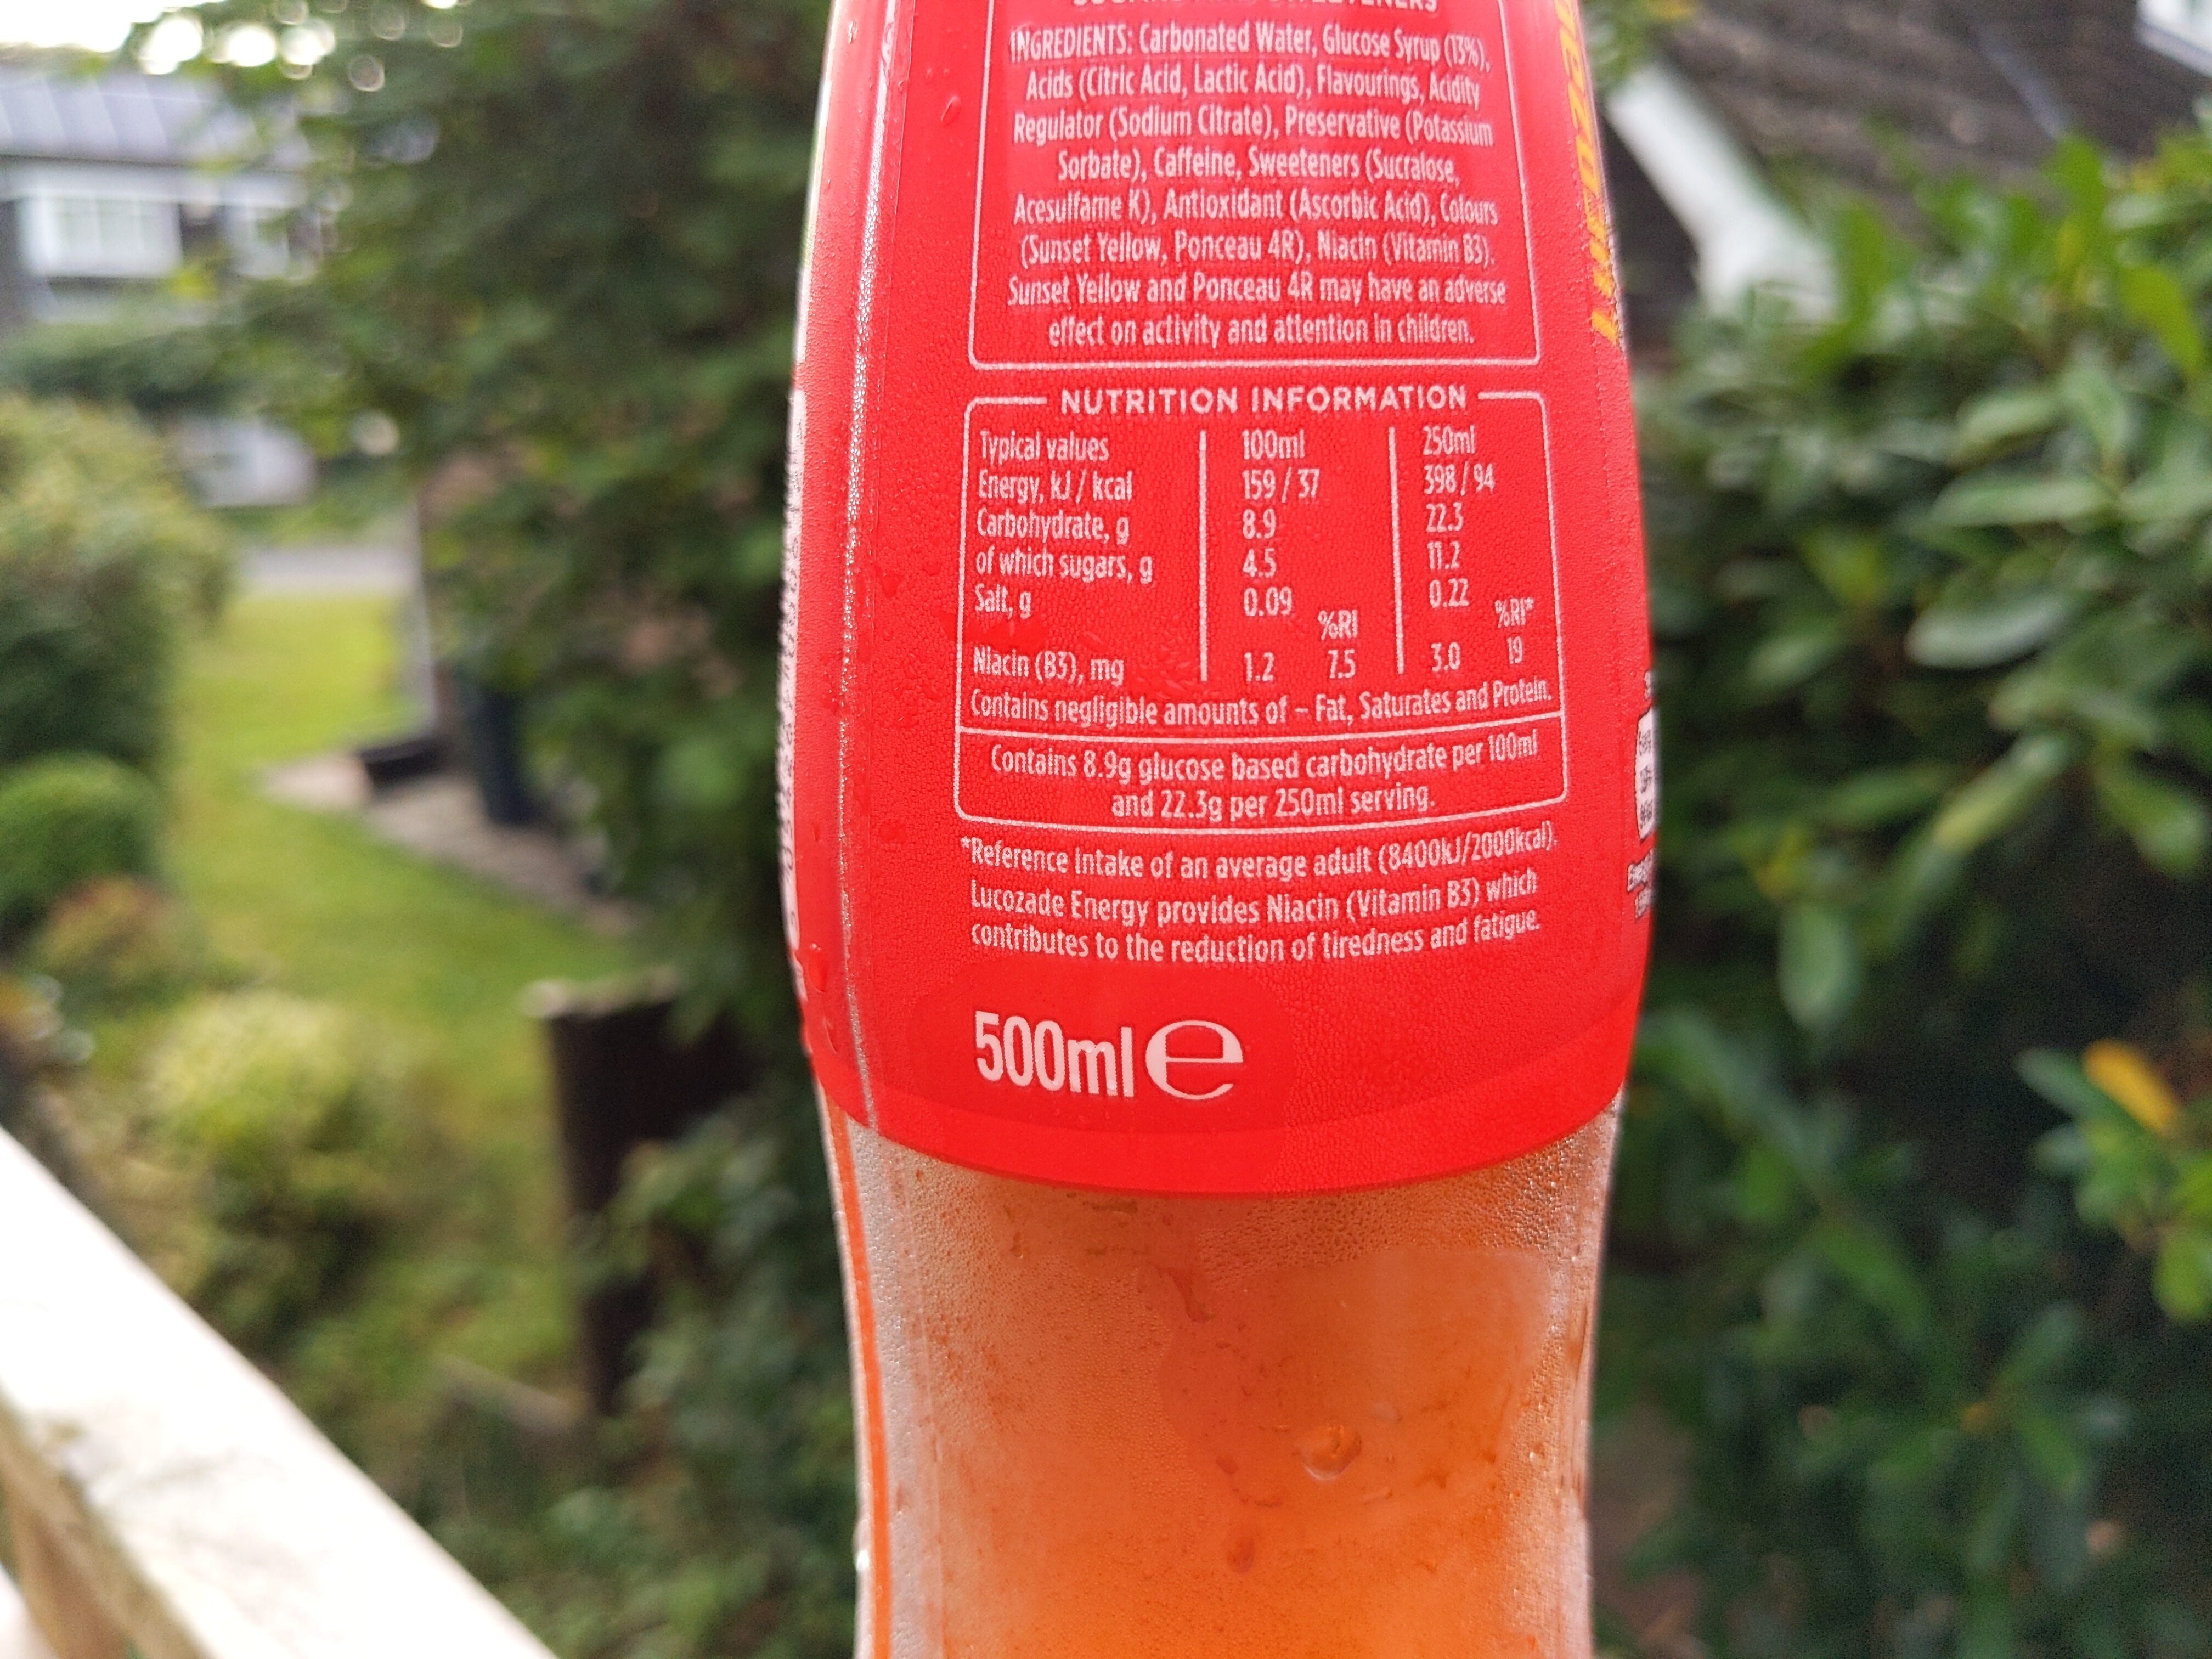 INGREDIENTS: Carbonated Water, Glucose Syrup (13%),
Acids (Citric Acid, Lactic Acid), Flavourings, Acidity
Regulator (Sodium Citrate), Preservative (Potassium
Sorbate), Caffeine, Sweeteners (Sucralose,
Acesulfame K), Antioxidant (Ascorbic Acid), Colours
(Sunset Yellow, Ponceau 4R), Niacin (Vitamin B3).
Sunset Yellow and Ponceau 4R may have an adverse
effect on activity and attention in children.
NUTRITION INFORMATION
Typical values 100ml 250ml
Energy, kJ / kcal 159 / 37 398 / 94
Carbohydrate, g 8.9 22.3
of which sugars, g 4.5 11.2
Salt, g 0.09 0.22
%RI %RI*
Niacin (B3), mg 1.2 7.5 3.0 19
Contains negligible amounts of – Fat, Saturates and Protein.
Contains 8.9g glucose based carbohydrate per 100ml
and 22.3g per 250ml serving.
*Reference Intake of an average adult (8400kJ/2000kcal).
Lucozade Energy provides Niacin (Vitamin B3) which
contributes to the reduction of tiredness and fatigue.
500ml e